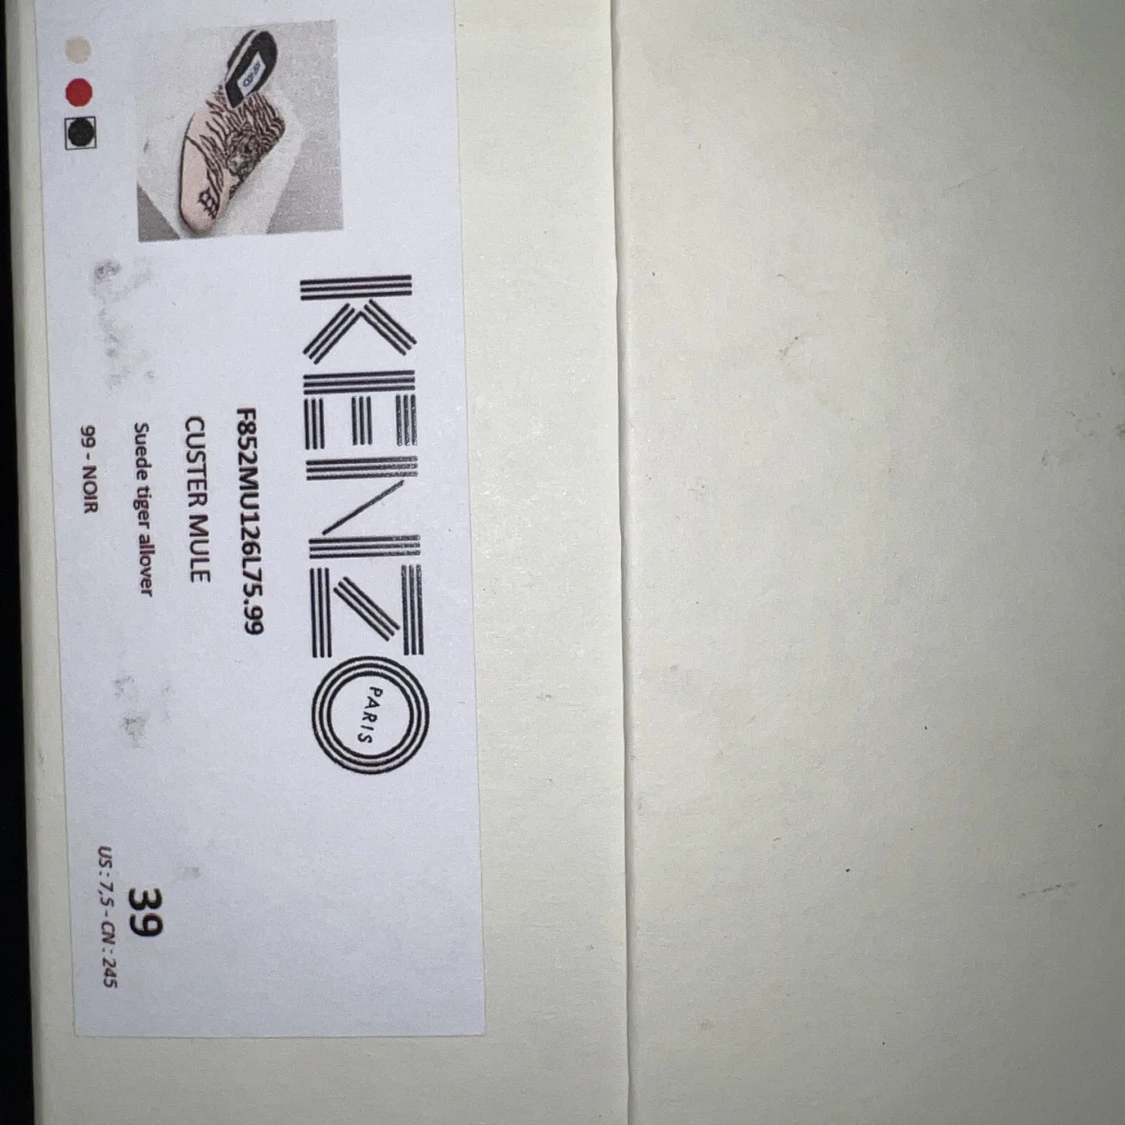 KENZO
PARIS
F852MU126L75.99
CUSTER MULE
Suede tiger allover
99 - NOIR
39
US : 7,5 - CN : 245